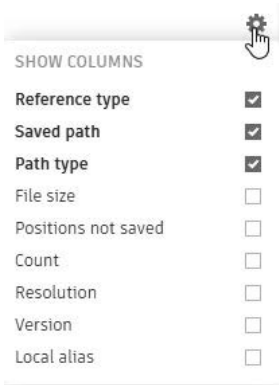 SHOW COLUMNS
Reference type
Saved path
Path type
File size
Positions not saved
Count
Resolution
Version
Local alias